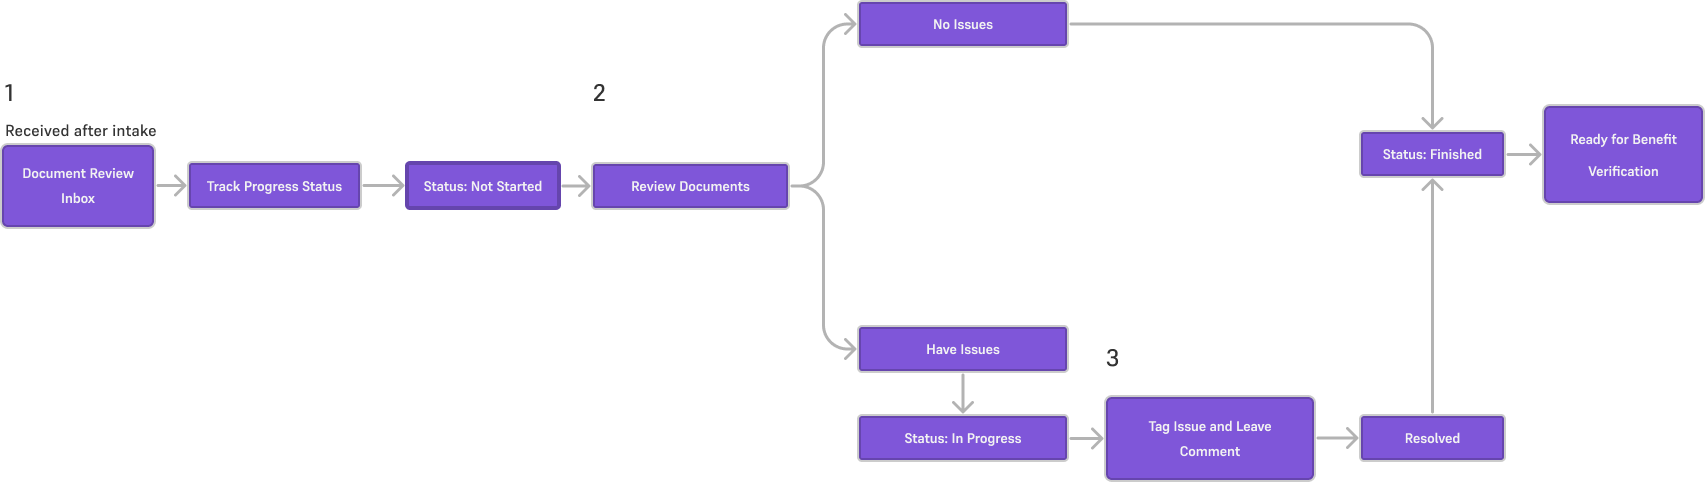 1
Received after intake
Document Review
Inbox
Track Progress Status
Status: Not Started
2
Review Documents
No Issues
Have Issues
Status: In Progress
3
Tag Issue and Leave
Comment
Resolved
Status: Finished
Ready for Benefit
Verification